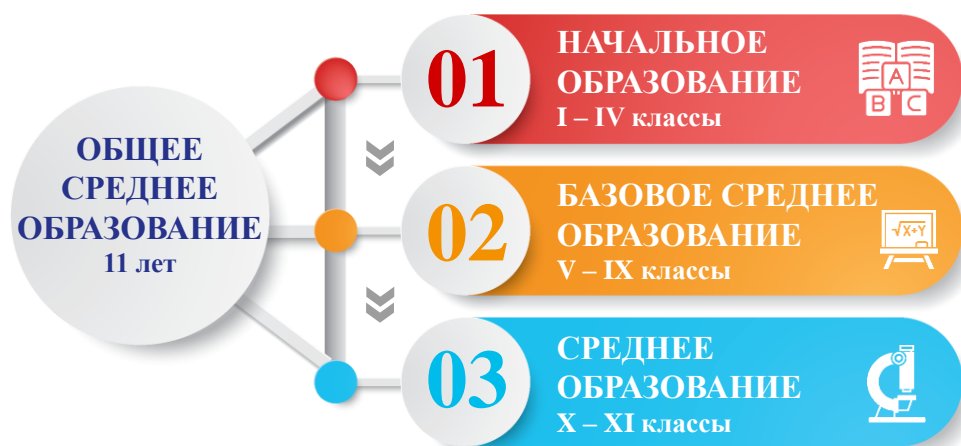 ОБЩЕЕ
СРЕДНЕЕ
ОБРАЗОВАНИЕ
11 лет
01
НАЧАЛЬНОЕ
ОБРАЗОВАНИЕ
I – IV классы
A
B C
02
БАЗОВОЕ СРЕДНЕЕ
ОБРАЗОВАНИЕ
V – IX классы
√X+Y
03
СРЕДНЕЕ
ОБРАЗОВАНИЕ
X – XI классы